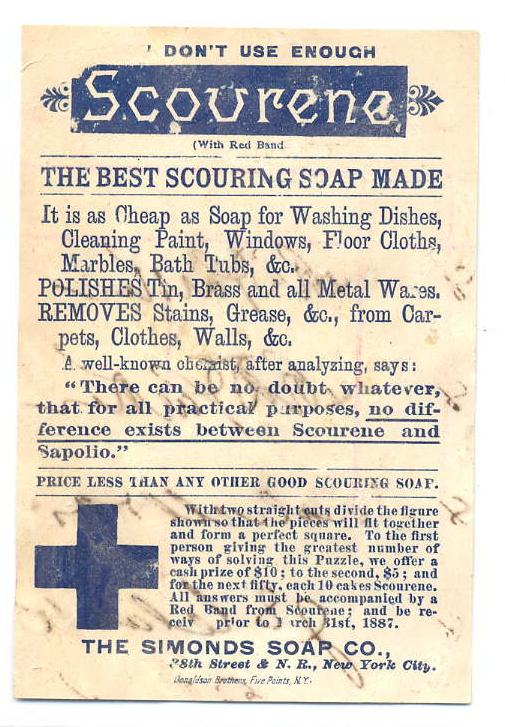 DON'T USE ENOUGH
Scourene
(With Red Band
THE BEST SCOURING SOAP MADE
It is as Cheap as Soap for Washing Dishes,
Cleaning Paint, Windows, Floor Cloths,
Marbles, Bath Tubs, &c.
POLISHES Tin, Brass and all Metal Wares.
REMOVES Stains, Grease, &c., from Car-
pets, Clothes, Walls, &c.
A well-known chemist, after analyzing, says:
"There can be no doubt whatever,
that for all practical purposes, no dif-
ference exists between Scourene and
Sapolio."
PRICE LESS THAN ANY OTHER GOOD SCOURING SOAP.
With two straight cuts divide the figure
shown so that the pieces will fit together
and form a perfect square. To the first
person giving the greatest number of
ways of solving this Puzzle, we offer a
cash prize of $10; to the second, $5; and
for the next fifty, each 10 cakes Scourene.
All answers must be accompanied by a
Red Band from Scourene; and be re-
ceiv prior to March 31st, 1887.
THE SIMONDS SOAP CO.,
38th Street & N. R., New York City.
Donaldson Brothers, Five Points, N.Y.